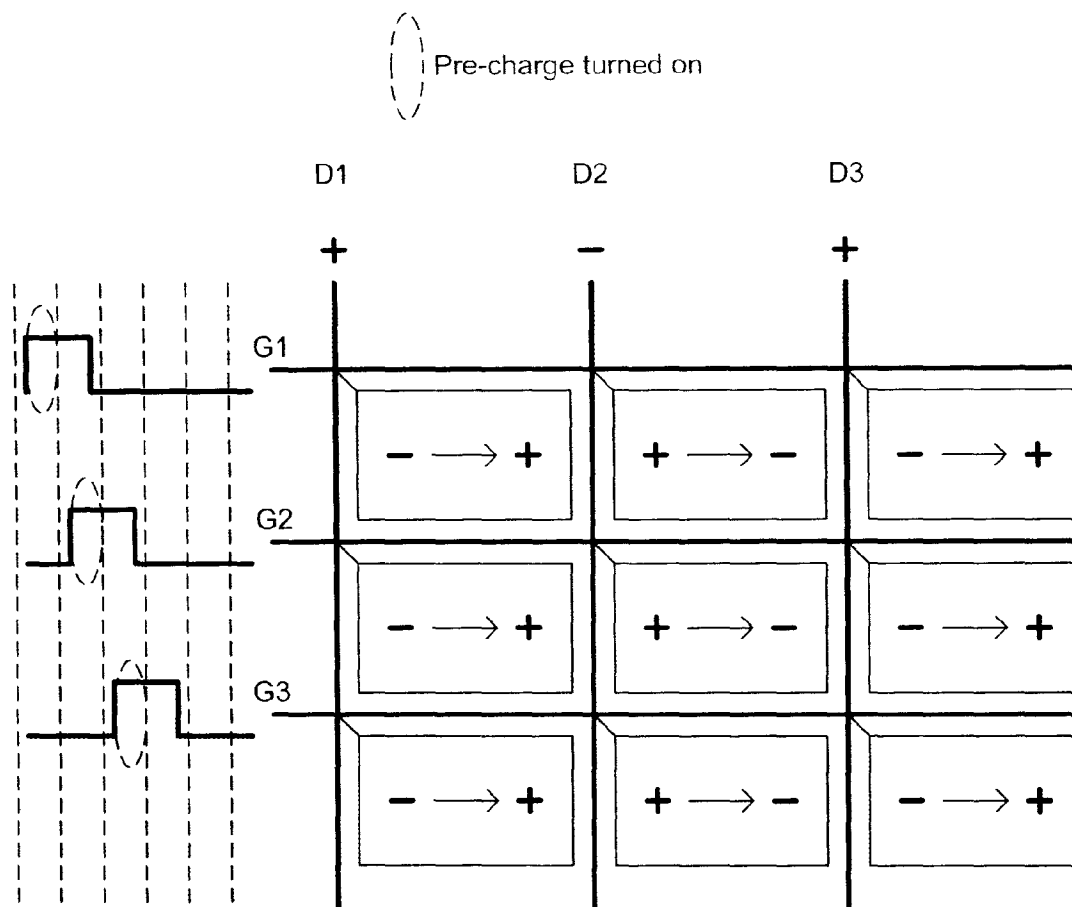 Pre-charge turned on
D1 D2 D3
+ − +
G1
− → + + → − − → +
G2
− → + + → − − → +
G3
− → + + → − − → +